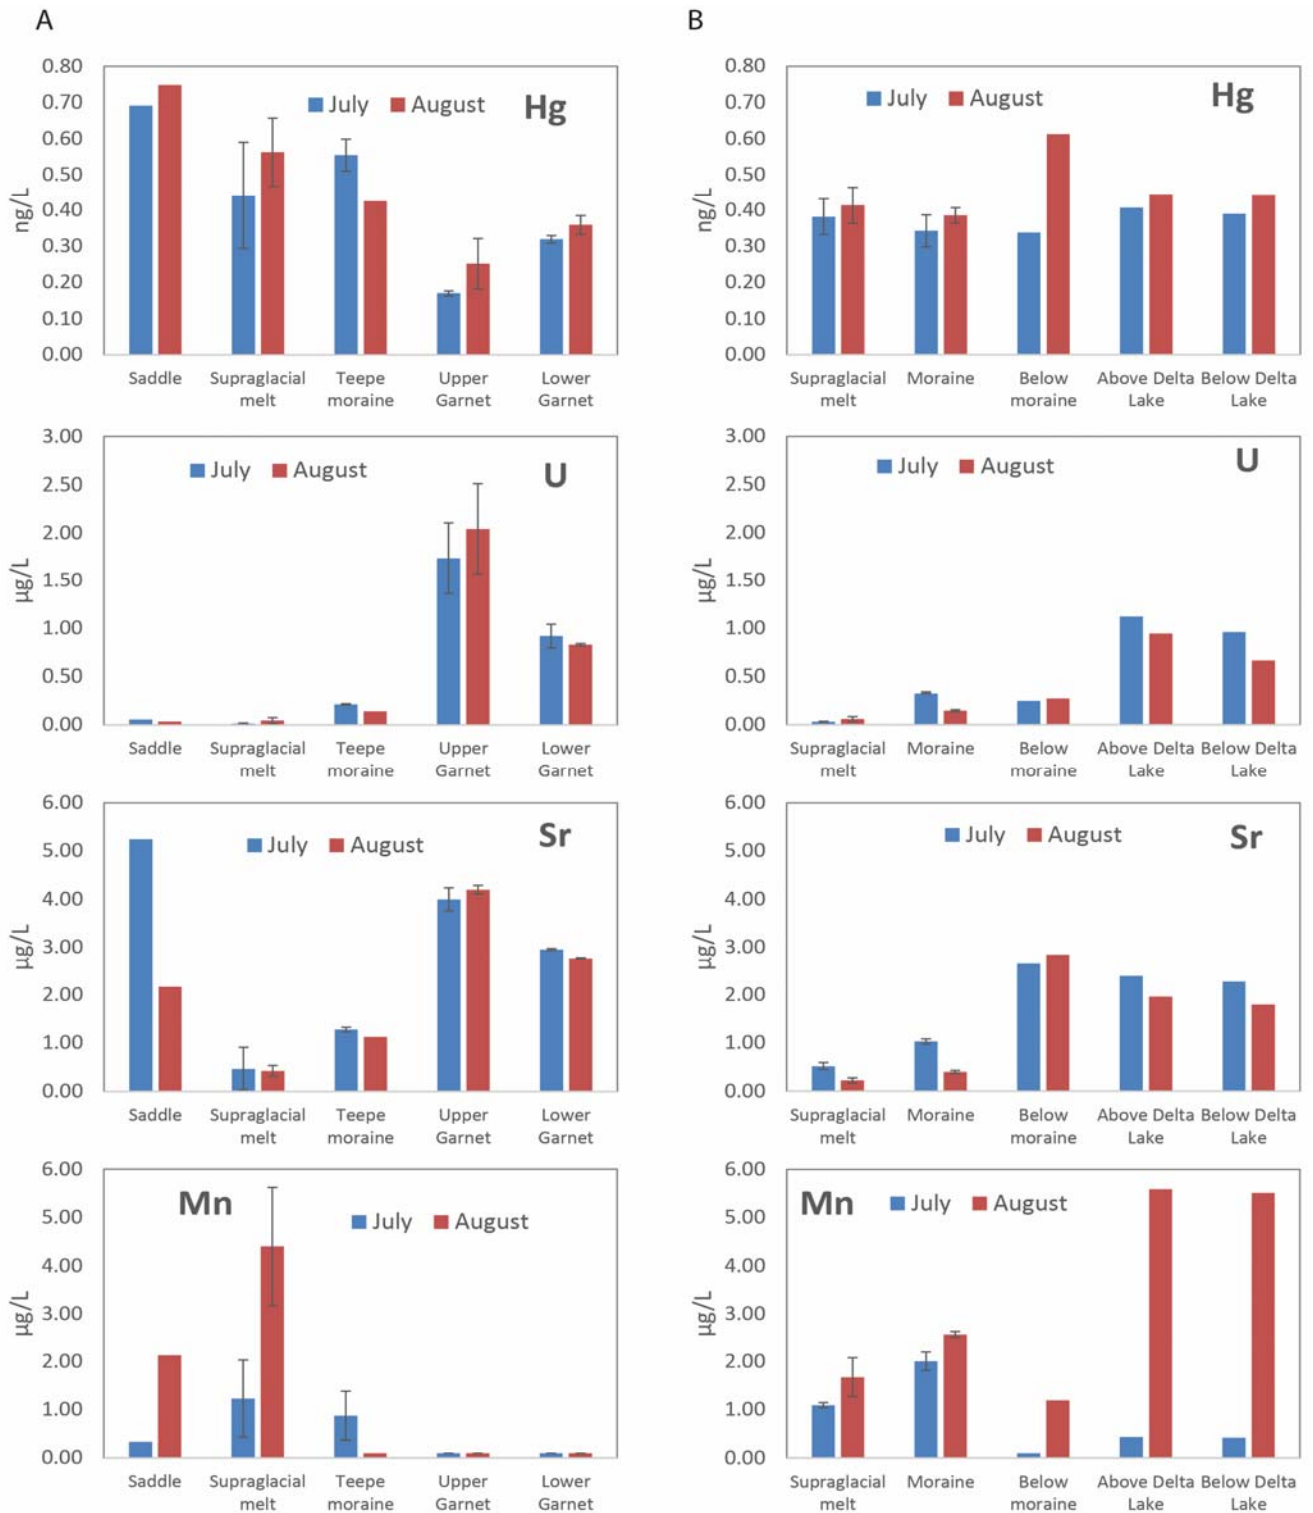 A
0.80
0.70
0.60
0.50
0.40
0.30
0.20
0.10
0.00
ng/L
July August
Hg
Saddle Supraglacial Teepe Upper Lower
melt moraine Garnet Garnet
3.00
2.50
2.00
1.50
1.00
0.50
0.00
µg/L
July August
U
Saddle Supraglacial Teepe Upper Lower
melt moraine Garnet Garnet
6.00
5.00
4.00
3.00
2.00
1.00
0.00
µg/L
July August
Sr
Saddle Supraglacial Teepe Upper Lower
melt moraine Garnet Garnet
6.00
5.00
4.00
3.00
2.00
1.00
0.00
µg/L
Mn
July August
Saddle Supraglacial Teepe Upper Lower
melt moraine Garnet Garnet
B
0.80
0.70
0.60
0.50
0.40
0.30
0.20
0.10
0.00
ng/L
July August
Hg
Supraglacial Moraine Below Above Delta Below Delta
melt moraine Lake Lake
3.00
2.50
2.00
1.50
1.00
0.50
0.00
µg/L
July August
U
Supraglacial Moraine Below Above Delta Below Delta
melt moraine Lake Lake
6.00
5.00
4.00
3.00
2.00
1.00
0.00
µg/L
July August
Sr
Supraglacial Moraine Below Above Delta Below Delta
melt moraine Lake Lake
6.00
5.00
4.00
3.00
2.00
1.00
0.00
µg/L
Mn
July August
Supraglacial Moraine Below Above Delta Below Delta
melt moraine Lake Lake